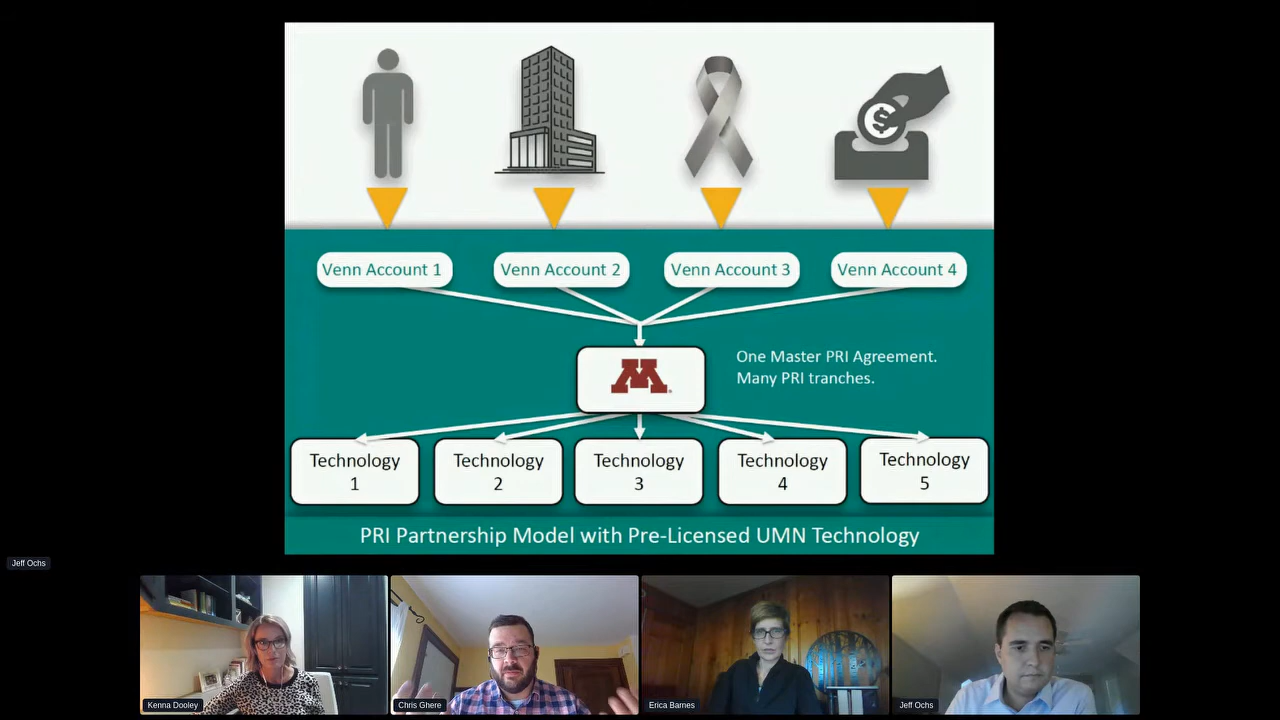 Venn Account 1
Venn Account 2
Venn Account 3
Venn Account 4
M
One Master PRI Agreement.
Many PRI tranches.
Technology
1
Technology
2
Technology
3
Technology
4
Technology
5
PRI Partnership Model with Pre-Licensed UMN Technology
Jeff Ochs
Kenna Dooley
Chris Ghere
Erica Barnes
Jeff Ochs